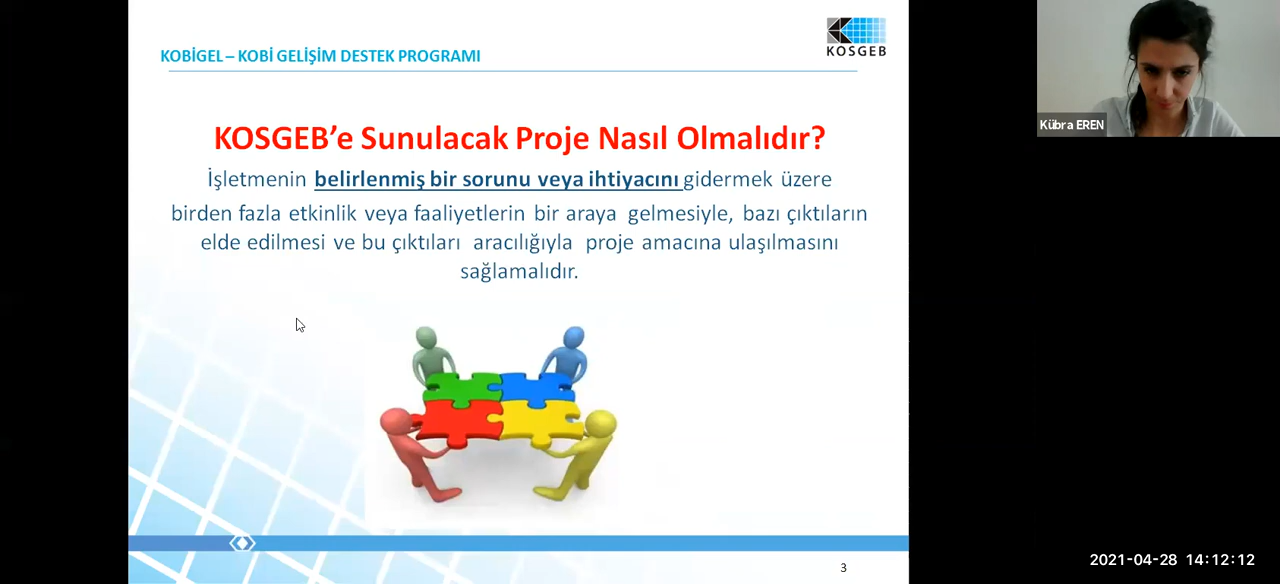 KOBİGEL – KOBİ GELİŞİM DESTEK PROGRAMI
KOSGEB
KOSGEB’e Sunulacak Proje Nasıl Olmalıdır?
İşletmenin belirlenmiş bir sorunu veya ihtiyacını gidermek üzere
birden fazla etkinlik veya faaliyetlerin bir araya gelmesiyle, bazı çıktıların
elde edilmesi ve bu çıktıları aracılığıyla proje amacına ulaşılmasını
sağlamalıdır.
3
Kübra EREN
2021-04-28 14:12:12